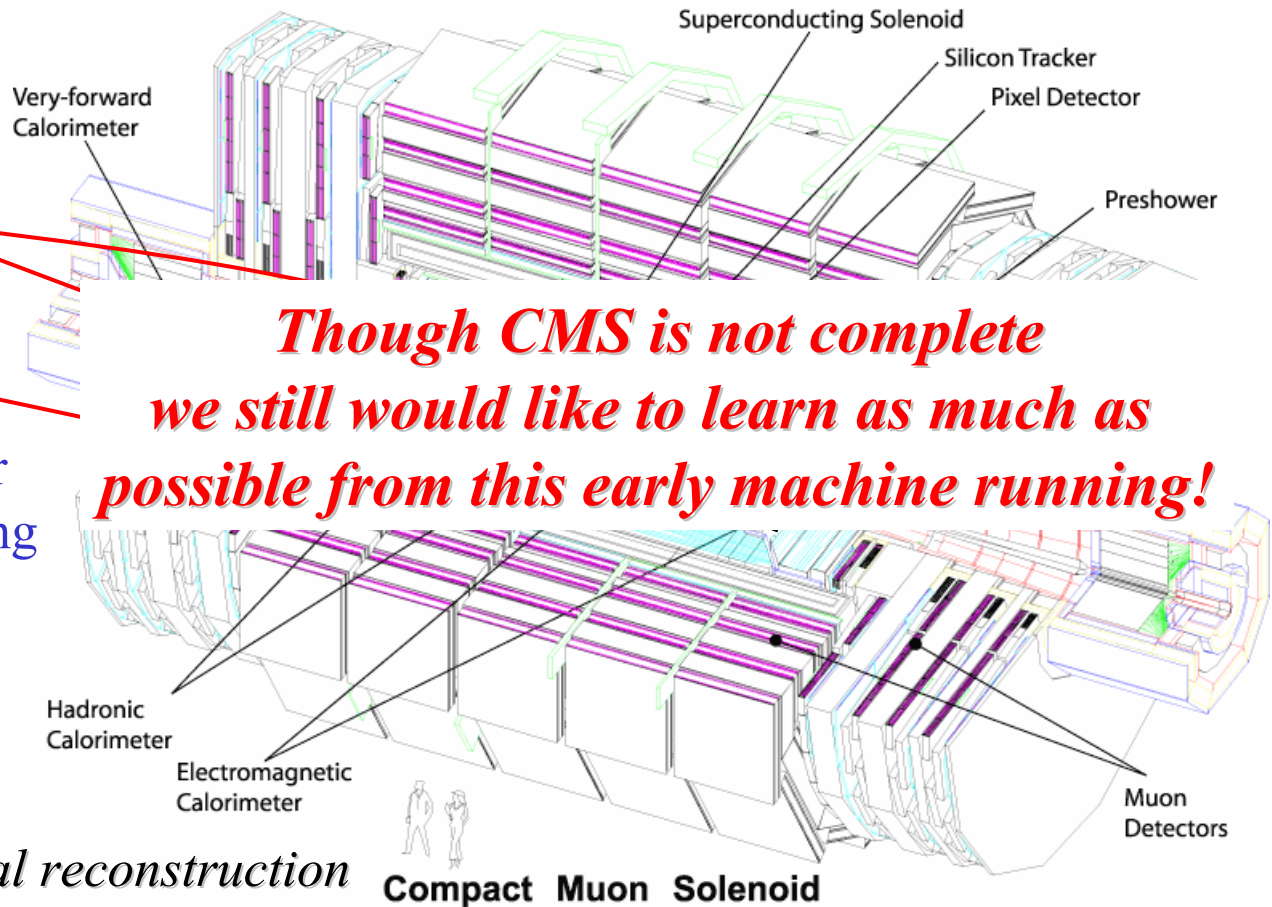 Superconducting Solenoid
Silicon Tracker
Pixel Detector
Very-forward
Calorimeter
Preshower
Though CMS is not complete
we still would like to learn as much as
possible from this early machine running!
Hadronic
Calorimeter
Electromagnetic
Calorimeter
Muon
Detectors
reconstruction
Compact Muon Solenoid